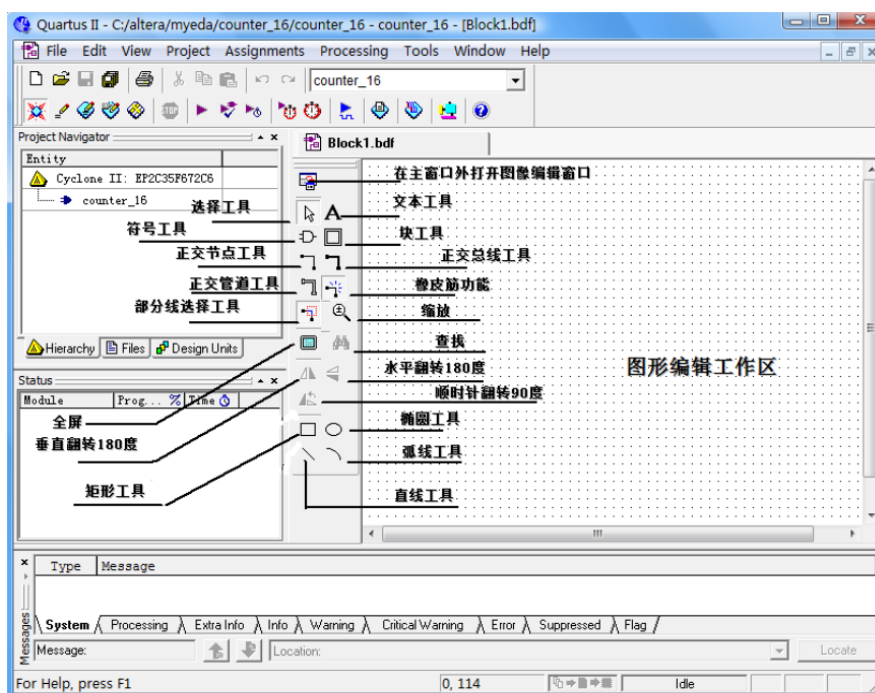 Quartus II - C:/altera/myeda/counter_16/counter_16 - counter_16 - [Block1.bdf]
File Edit View Project Assignments Processing Tools Window Help
counter_16
STOP
Project Navigator
Block1.bdf
Entity
Cyclone II: EP2C35F672C6
counter_16
在主窗口外打开图像编辑窗口
选择工具
文本工具
符号工具
块工具
正交节点工具
正交总线工具
正交管道工具
橡皮筋功能
部分线选择工具
缩放
Hierarchy Files Design Units
查找
水平翻转180度
图形编辑工作区
Status
顺时针翻转90度
Module Prog... % Time
全屏
椭圆工具
垂直翻转180度
弧线工具
矩形工具
直线工具
Type Message
System Processing Extra Info Info Warning Critical Warning Error Suppressed Flag
Messages
Message: Location: Locate
For Help, press F1 0, 114 Idle